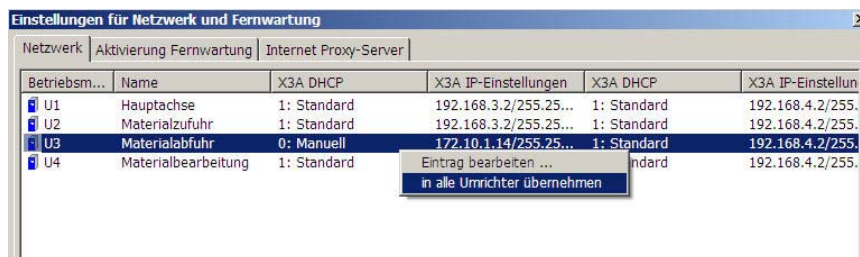 Einstellungen für Netzwerk und Fernwartung
Netzwerk Aktivierung Fernwartung Internet Proxy-Server
Betriebsm... Name X3A DHCP X3A IP-Einstellungen X3A DHCP X3A IP-Einstellun
U1 Hauptachse 1: Standard 192.168.3.2/255.25... 1: Standard 192.168.4.2/255.
U2 Materialzufuhr 1: Standard 192.168.3.2/255.25... 1: Standard 192.168.4.2/255.
U3 Materialabfuhr 0: Manuell 172.10.1.14/255.25... 1: Standard 192.168.4.2/255.
U4 Materialbearbeitung 1: Standard ndard 192.168.4.2/255.
Eintrag bearbeiten ...
in alle Umrichter übernehmen